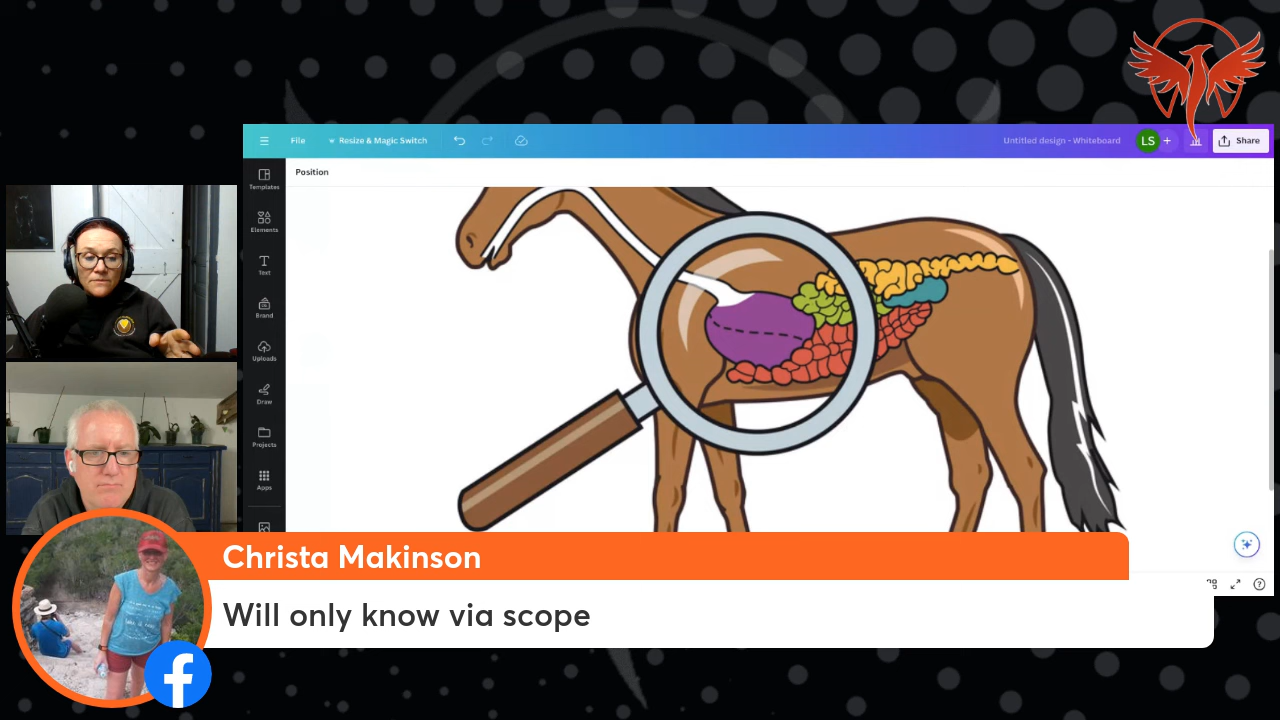 File
Resize & Magic Switch
Untitled design - Whiteboard
LS
+
Share
Position
Templates
Elements
Text
Brand
Uploads
Draw
Projects
Apps
Christa Makinson
Will only know via scope